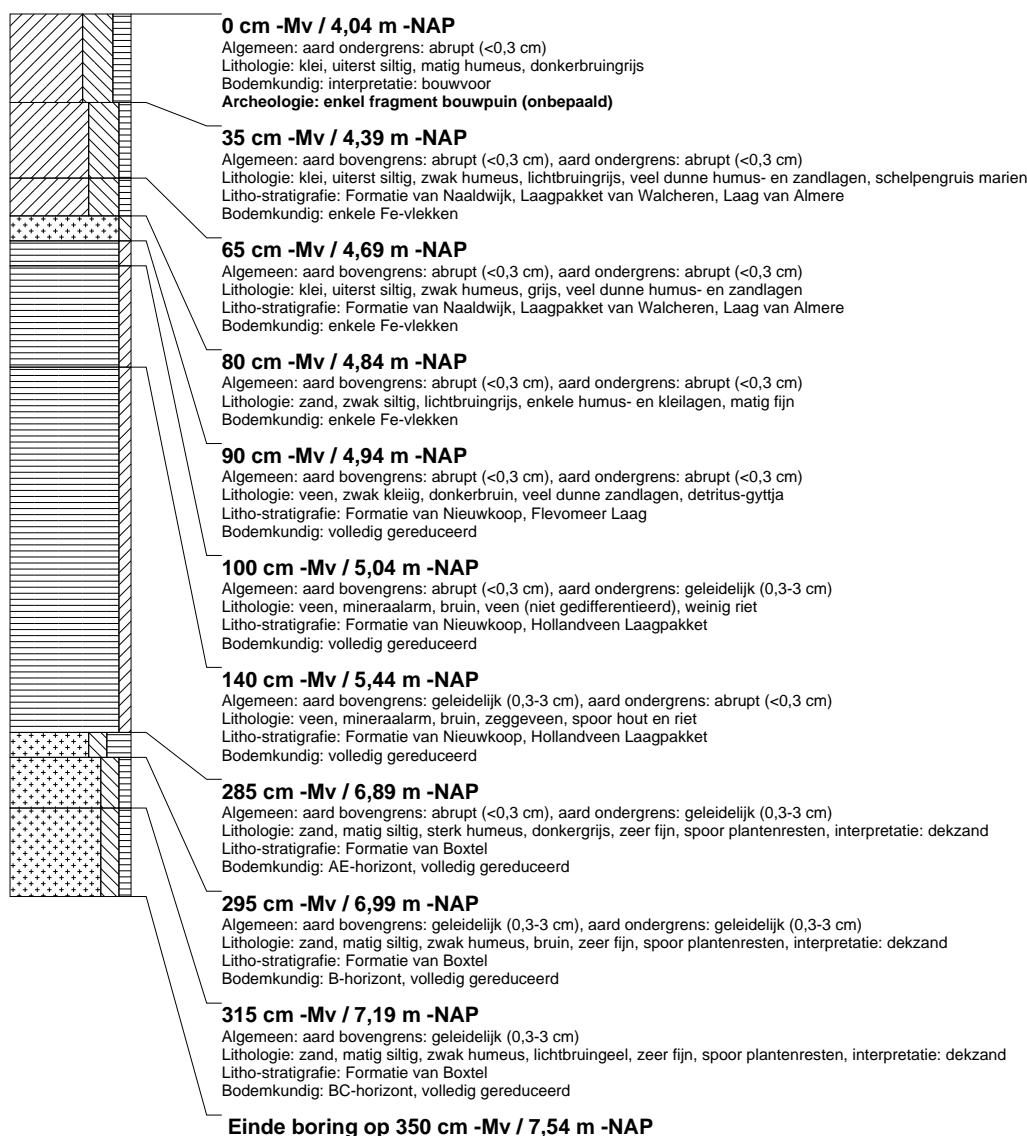 0 cm -Mv / 4,04 m -NAP
Algemeen: aard ondergrens: abrupt (<0,3 cm)
Lithologie: klei, uiterst siltig, matig humeus, donkerbruingrijs
Bodemkundig: interpretatie: bouwvoor
Archeologie: enkel fragment bouwpuin (onbepaald)
35 cm -Mv / 4,39 m -NAP
Algemeen: aard bovengrens: abrupt (<0,3 cm), aard ondergrens: abrupt (<0,3 cm)
Lithologie: klei, uiterst siltig, zwak humeus, lichtbruingrijs, veel dunne humus- en zandlagen, schelpengruis marien
Litho-stratigrafie: Formatie van Naaldwijk, Laagpakket van Walcheren, Laag van Almere
Bodemkundig: enkele Fe-vlekken
65 cm -Mv / 4,69 m -NAP
Algemeen: aard bovengrens: abrupt (<0,3 cm), aard ondergrens: abrupt (<0,3 cm)
Lithologie: klei, uiterst siltig, zwak humeus, grijs, veel dunne humus- en zandlagen
Litho-stratigrafie: Formatie van Naaldwijk, Laagpakket van Walcheren, Laag van Almere
Bodemkundig: enkele Fe-vlekken
80 cm -Mv / 4,84 m -NAP
Algemeen: aard bovengrens: abrupt (<0,3 cm), aard ondergrens: abrupt (<0,3 cm)
Lithologie: zand, zwak siltig, lichtbruingrijs, enkele humus- en kleilagen, matig fijn
Bodemkundig: enkele Fe-vlekken
90 cm -Mv / 4,94 m -NAP
Algemeen: aard bovengrens: abrupt (<0,3 cm), aard ondergrens: abrupt (<0,3 cm)
Lithologie: veen, zwak kleiig, donkerbruin, veel dunne zandlagen, detritus-gyttja
Litho-stratigrafie: Formatie van Nieuwkoop, Flevomeer Laag
Bodemkundig: volledig gereduceerd
100 cm -Mv / 5,04 m -NAP
Algemeen: aard bovengrens: abrupt (<0,3 cm), aard ondergrens: geleidelijk (0,3-3 cm)
Lithologie: veen, mineraalarm, bruin, veen (niet gedifferentieerd), weinig riet
Litho-stratigrafie: Formatie van Nieuwkoop, Hollandveen Laagpakket
Bodemkundig: volledig gereduceerd
140 cm -Mv / 5,44 m -NAP
Algemeen: aard bovengrens: geleidelijk (0,3-3 cm), aard ondergrens: abrupt (<0,3 cm)
Lithologie: veen, mineraalarm, bruin, zeggeveen, spoor hout en riet
Litho-stratigrafie: Formatie van Nieuwkoop, Hollandveen Laagpakket
Bodemkundig: volledig gereduceerd
285 cm -Mv / 6,89 m -NAP
Algemeen: aard bovengrens: abrupt (<0,3 cm), aard ondergrens: geleidelijk (0,3-3 cm)
Lithologie: zand, matig siltig, sterk humeus, donkergrijs, zeer fijn, spoor plantenresten, interpretatie: dekzand
Litho-stratigrafie: Formatie van Boxtel
Bodemkundig: AE-horizont, volledig gereduceerd
295 cm -Mv / 6,99 m -NAP
Algemeen: aard bovengrens: geleidelijk (0,3-3 cm), aard ondergrens: geleidelijk (0,3-3 cm)
Lithologie: zand, matig siltig, zwak humeus, bruin, zeer fijn, spoor plantenresten, interpretatie: dekzand
Litho-stratigrafie: Formatie van Boxtel
Bodemkundig: B-horizont, volledig gereduceerd
315 cm -Mv / 7,19 m -NAP
Algemeen: aard bovengrens: geleidelijk (0,3-3 cm)
Lithologie: zand, matig siltig, zwak humeus, lichtbruingeel, zeer fijn, spoor plantenresten, interpretatie: dekzand
Litho-stratigrafie: Formatie van Boxtel
Bodemkundig: BC-horizont, volledig gereduceerd
Einde boring op 350 cm -Mv / 7,54 m -NAP